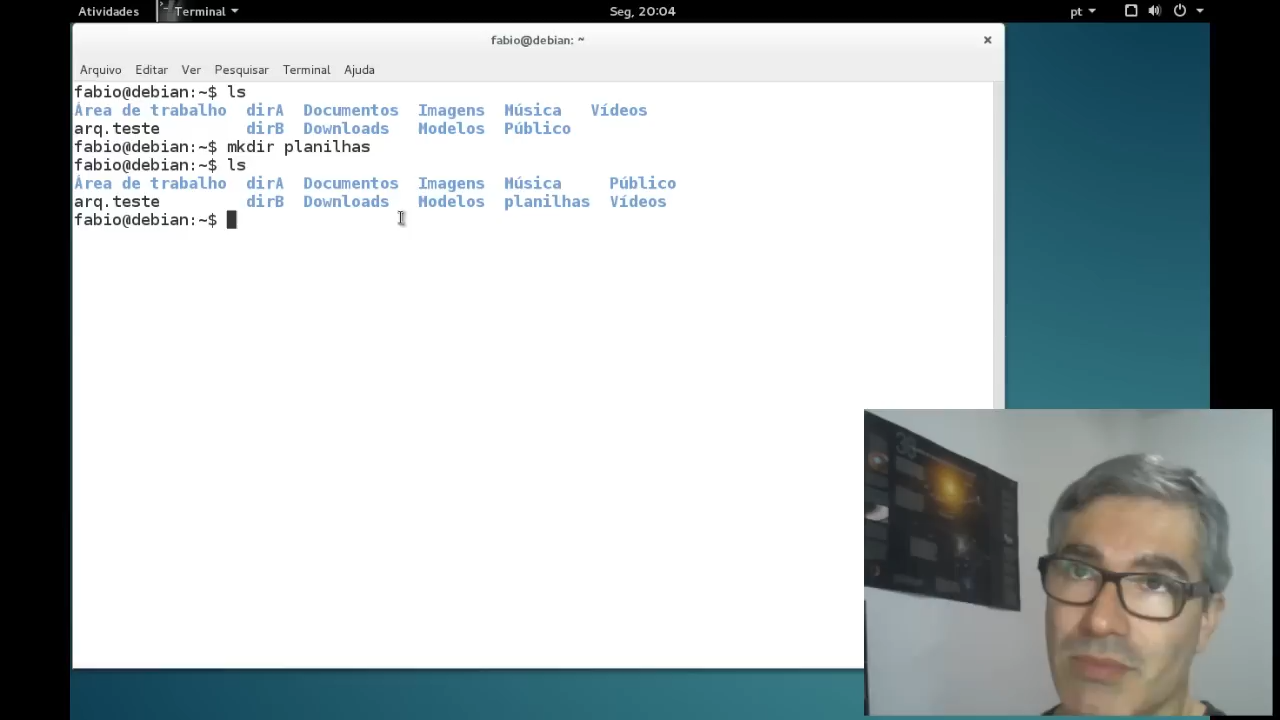 Atividades Terminal Seg, 20:04 pt
fabio@debian: ~ ×
Arquivo Editar Ver Pesquisar Terminal Ajuda
fabio@debian:~$ ls
Área de trabalho dirA Documentos Imagens Música Vídeos
arq.teste dirB Downloads Modelos Público
fabio@debian:~$ mkdir planilhas
fabio@debian:~$ ls
Área de trabalho dirA Documentos Imagens Música Público
arq.teste dirB Downloads Modelos planilhas Vídeos
fabio@debian:~$